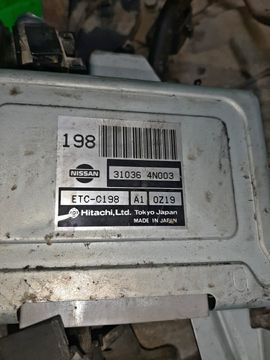 198
NISSAN 31036 4N003
ETC-C198 A1 0Z19
Hitachi,Ltd. Tokyo Japan
MADE IN JAPAN